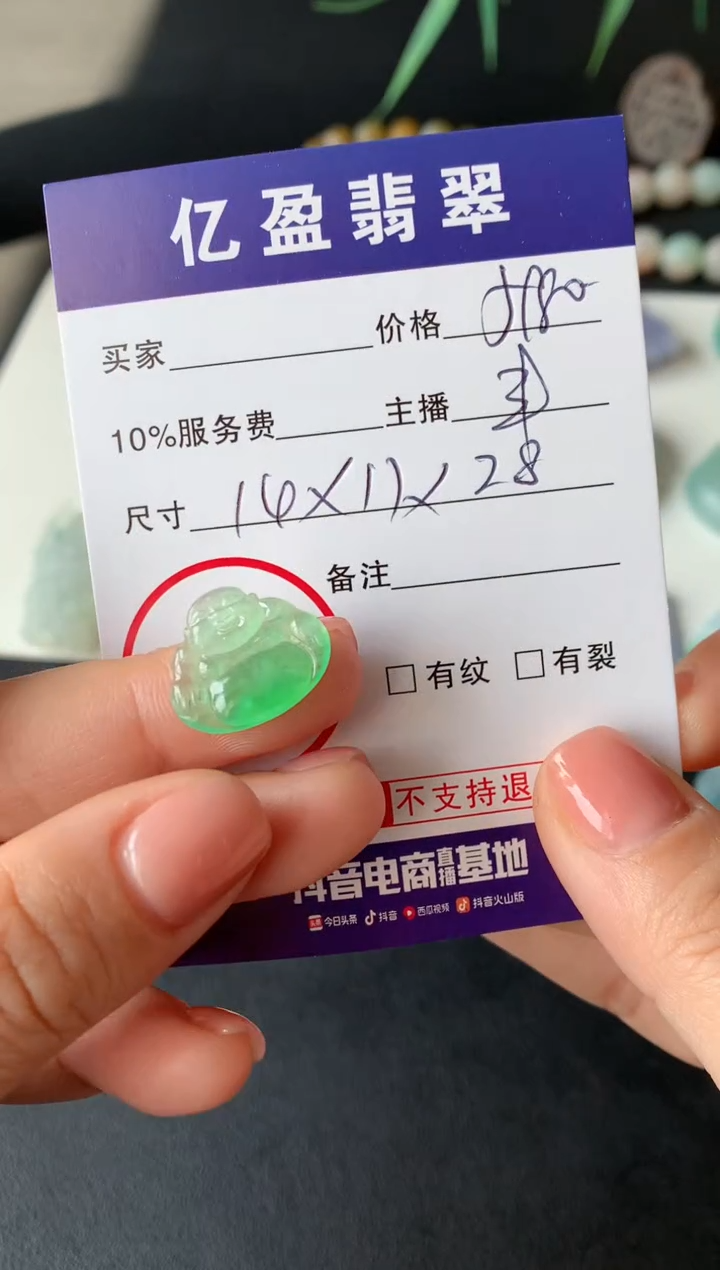 亿盈翡翠
买家 价格
10%服务费 主播
尺寸 14×11×28
备注
□有纹 □有裂
不支持退
抖音电商直播基地
今日头条 抖音 西瓜视频 抖音火山版